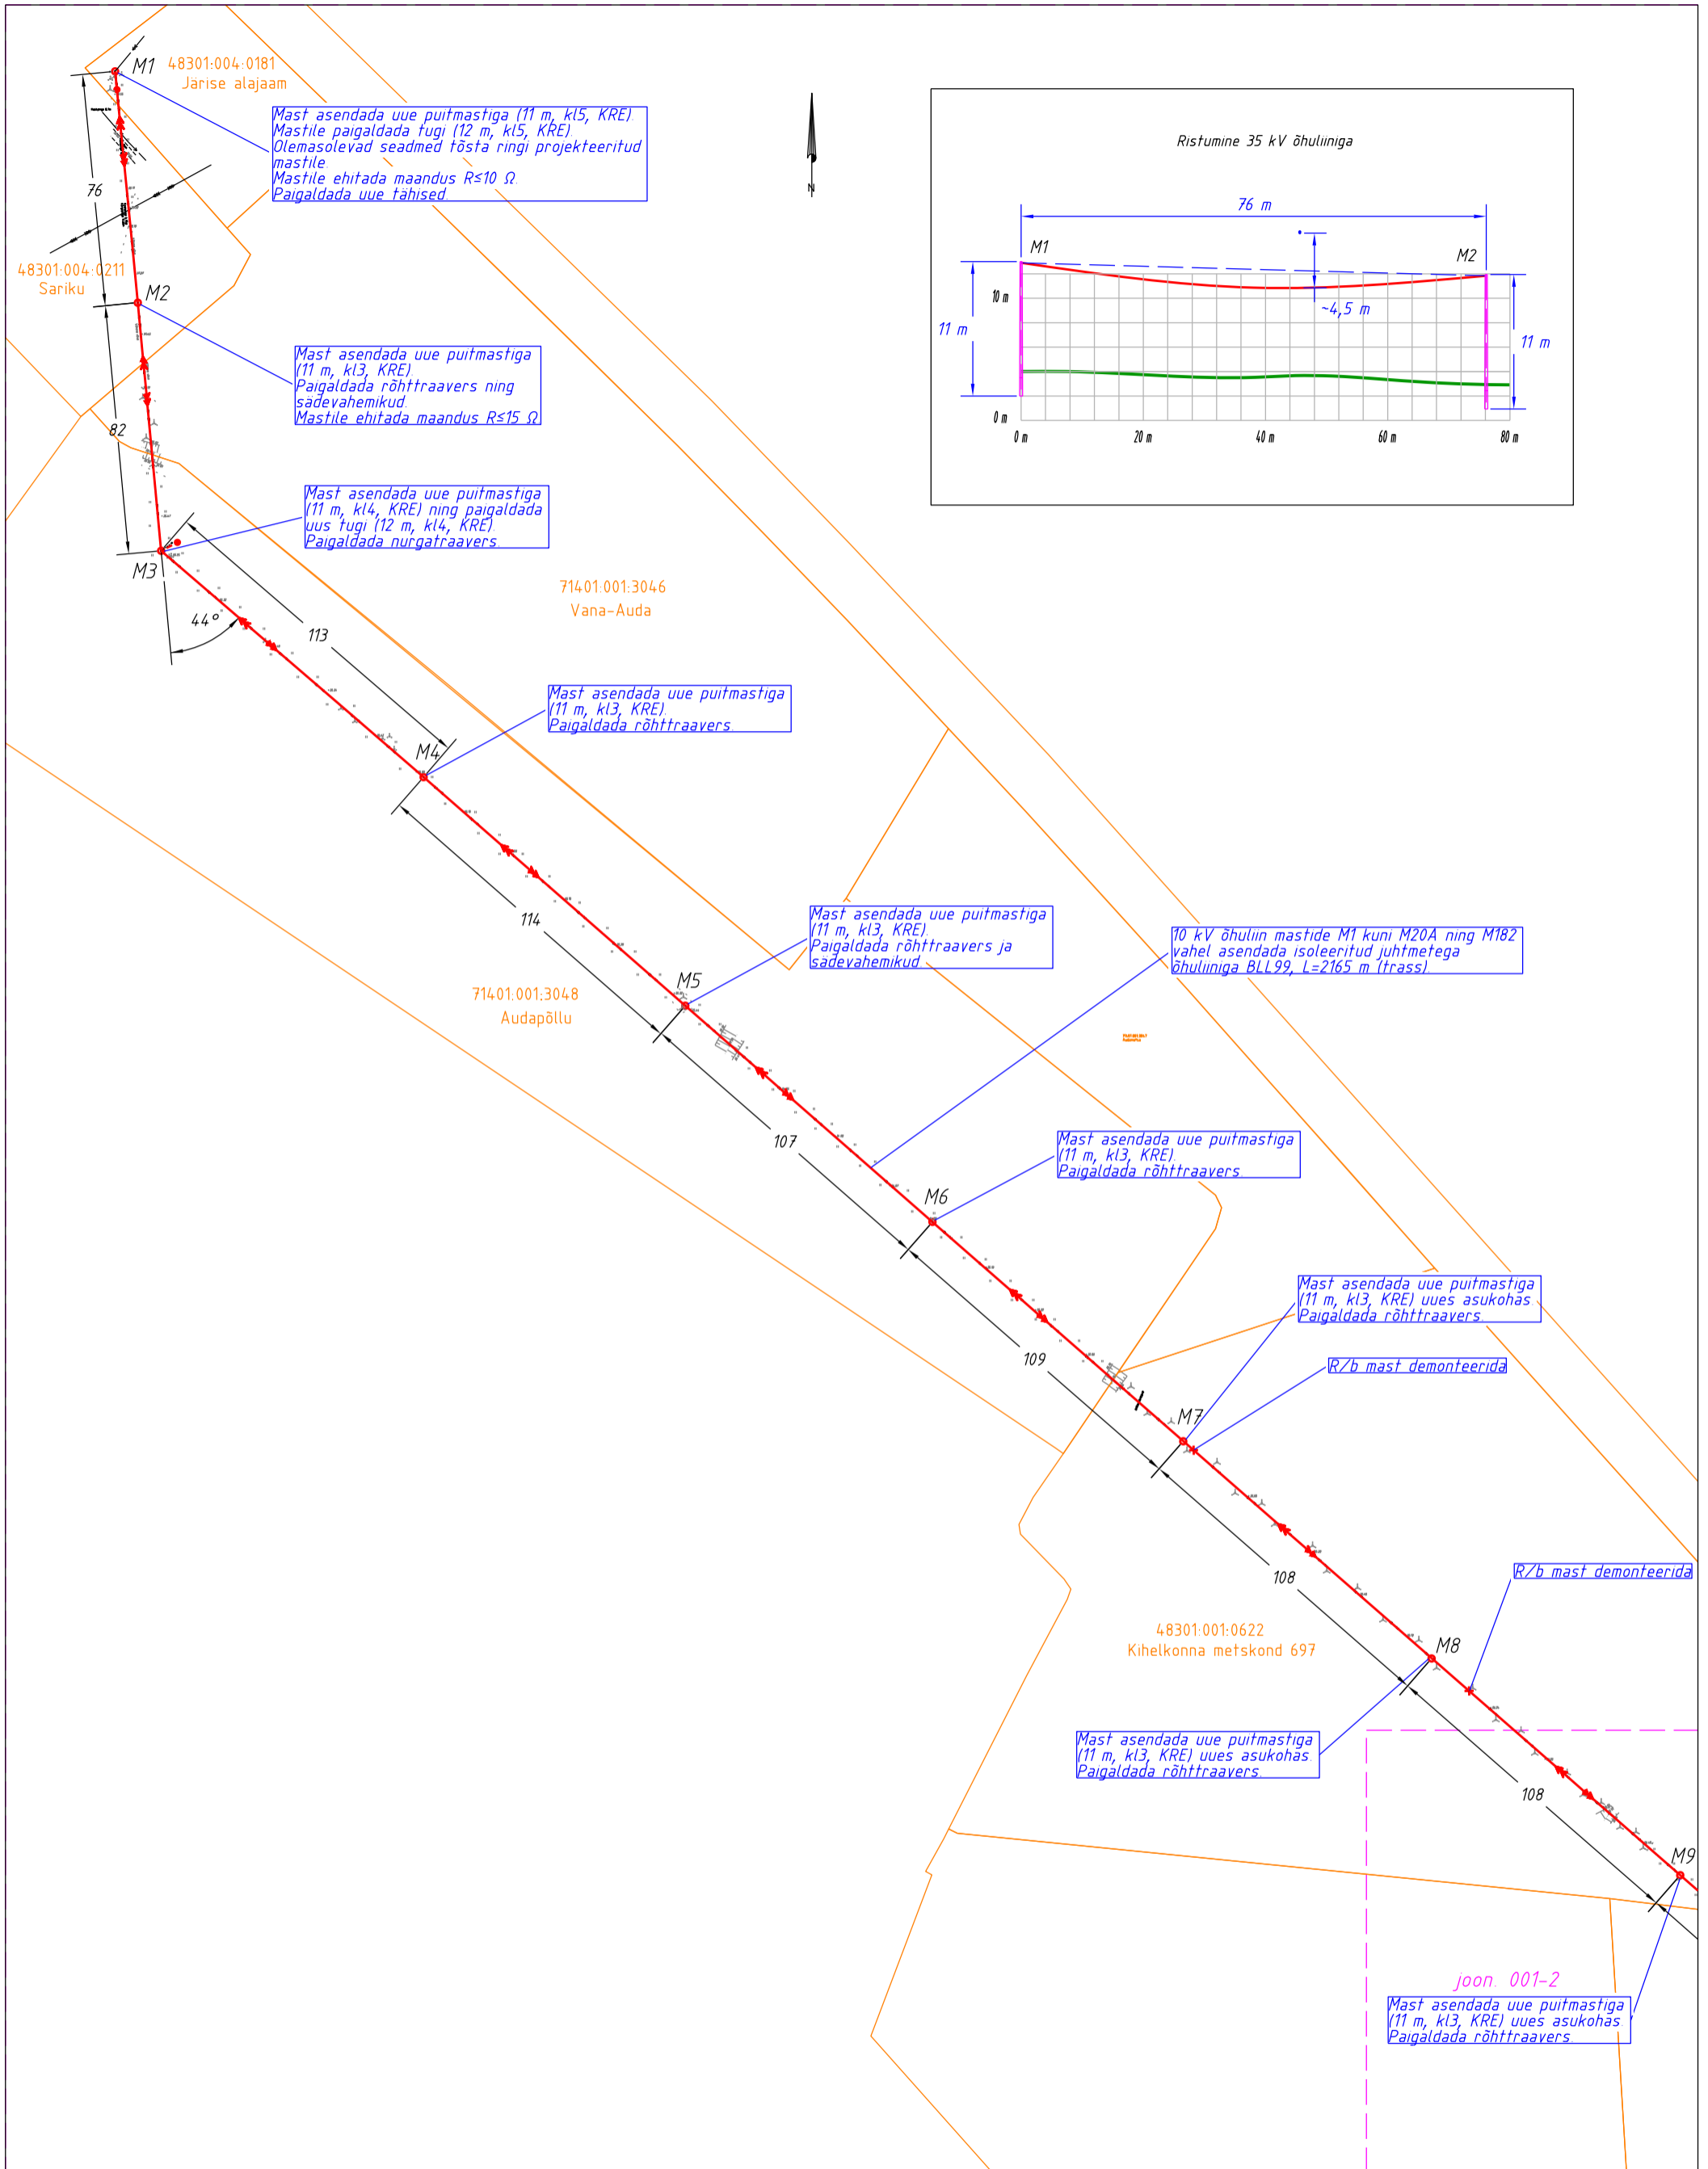 M1
48301:004:0181
Järise alajaam
Mast asendada uue puitmastiga (11 m, kl5, KRE).
Mastile paigaldada tugi (12 m, kl5, KRE).
Olemasolevad seadmed tõsta ringi projekteeritud
mastile.
Mastile ehitada maandus R≤10 Ω.
Paigaldada uue tähised.
N
Ristumine 35 kV õhuliiniga
76 m
M1
M2
10 m
~4,5 m
11 m
11 m
0 m
0 m
20 m
40 m
60 m
80 m
76
48301:004:0211
Sariku
M2
Mast asendada uue puitmastiga
(11 m, kl3, KRE).
Paigaldada rõhttraavers ning
sädevahemikud.
Mastile ehitada maandus R≤15 Ω.
82
Mast asendada uue puitmastiga
(11 m, kl4, KRE) ning paigaldada
uus tugi (12 m, kl4, KRE).
Paigaldada nurgatraavers.
M3
44°
113
71401:001:3046
Vana-Auda
Mast asendada uue puitmastiga
(11 m, kl3, KRE).
Paigaldada rõhttraavers.
M4
114
Mast asendada uue puitmastiga
(11 m, kl3, KRE).
Paigaldada rõhttraavers ja
sädevahemikud.
10 kV õhuliin mastide M1 kuni M20A ning M182
vahel asendada isoleeritud juhtmetega
õhuliiniga BLL99, L=2165 m (trass).
M5
71401:001:3048
Audapõllu
107
Mast asendada uue puitmastiga
(11 m, kl3, KRE).
Paigaldada rõhttraavers.
M6
109
Mast asendada uue puitmastiga
(11 m, kl3, KRE) uues asukohas.
Paigaldada rõhttraavers.
R/b mast demonteerida
M7
108
R/b mast demonteerida
48301:001:0622
Kihelkonna metskond 697
M8
Mast asendada uue puitmastiga
(11 m, kl3, KRE) uues asukohas.
Paigaldada rõhttraavers.
108
M9
joon. 001-2
Mast asendada uue puitmastiga
(11 m, kl3, KRE) uues asukohas.
Paigaldada rõhttraavers.